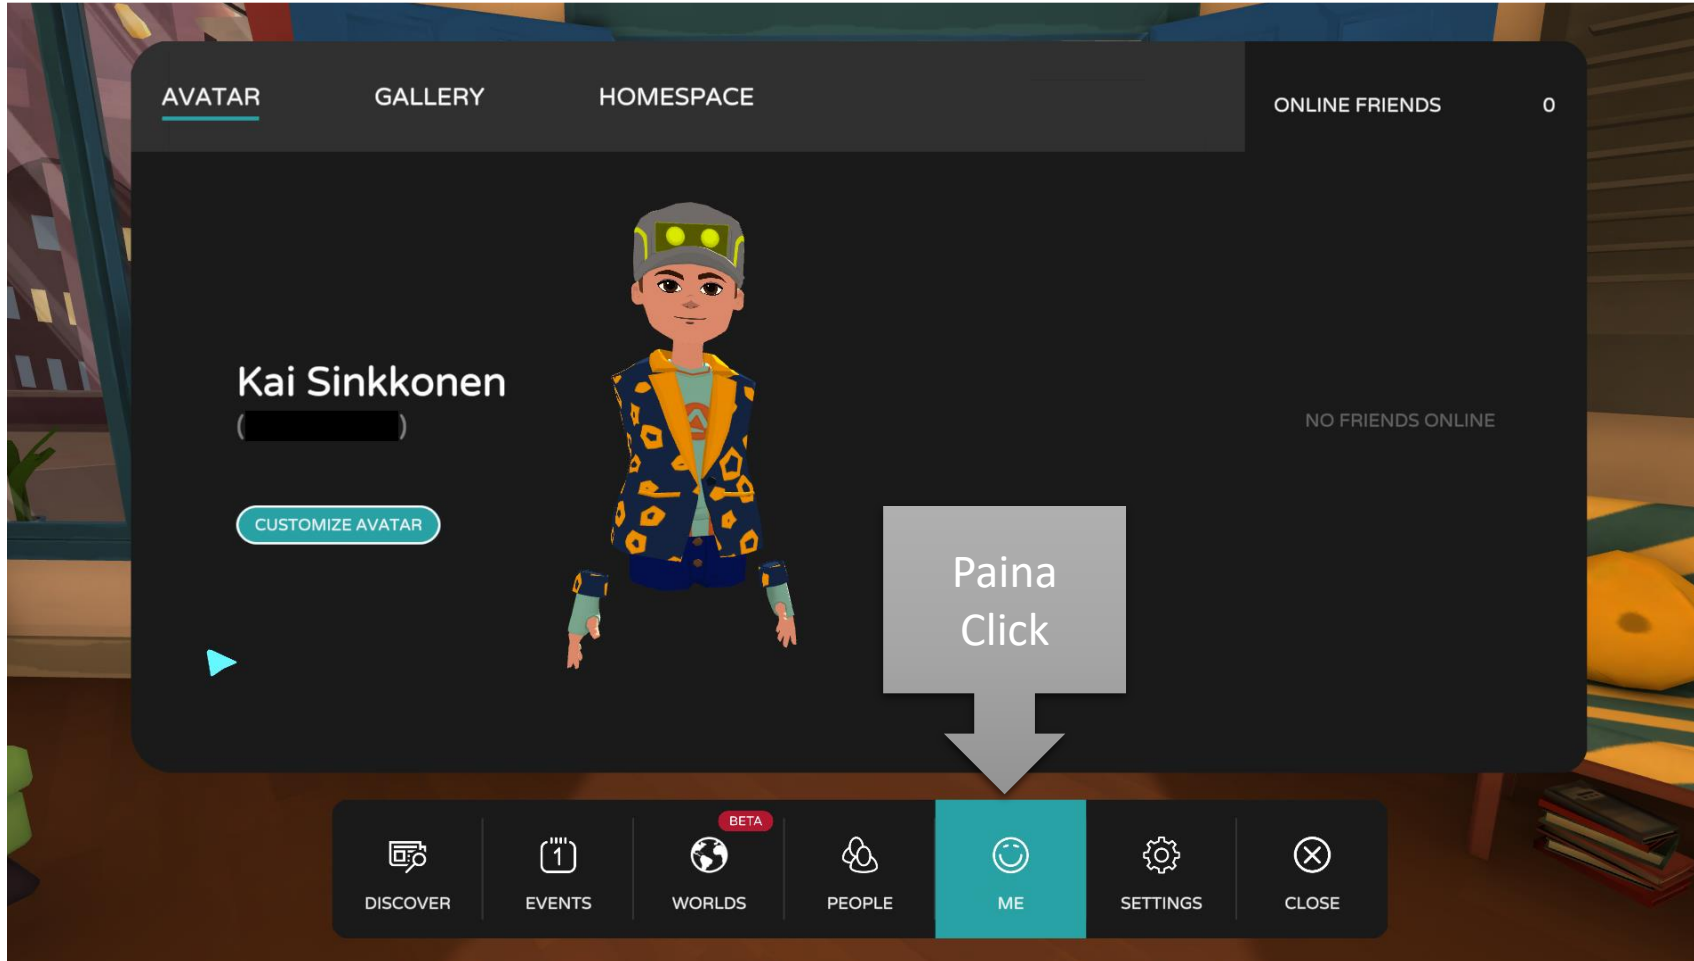 AVATAR GALLERY HOMESPACE
ONLINE FRIENDS 0
Kai Sinkkonen
( )
CUSTOMIZE AVATAR
NO FRIENDS ONLINE
Paina
Click
BETA
1
DISCOVER EVENTS WORLDS PEOPLE ME SETTINGS CLOSE